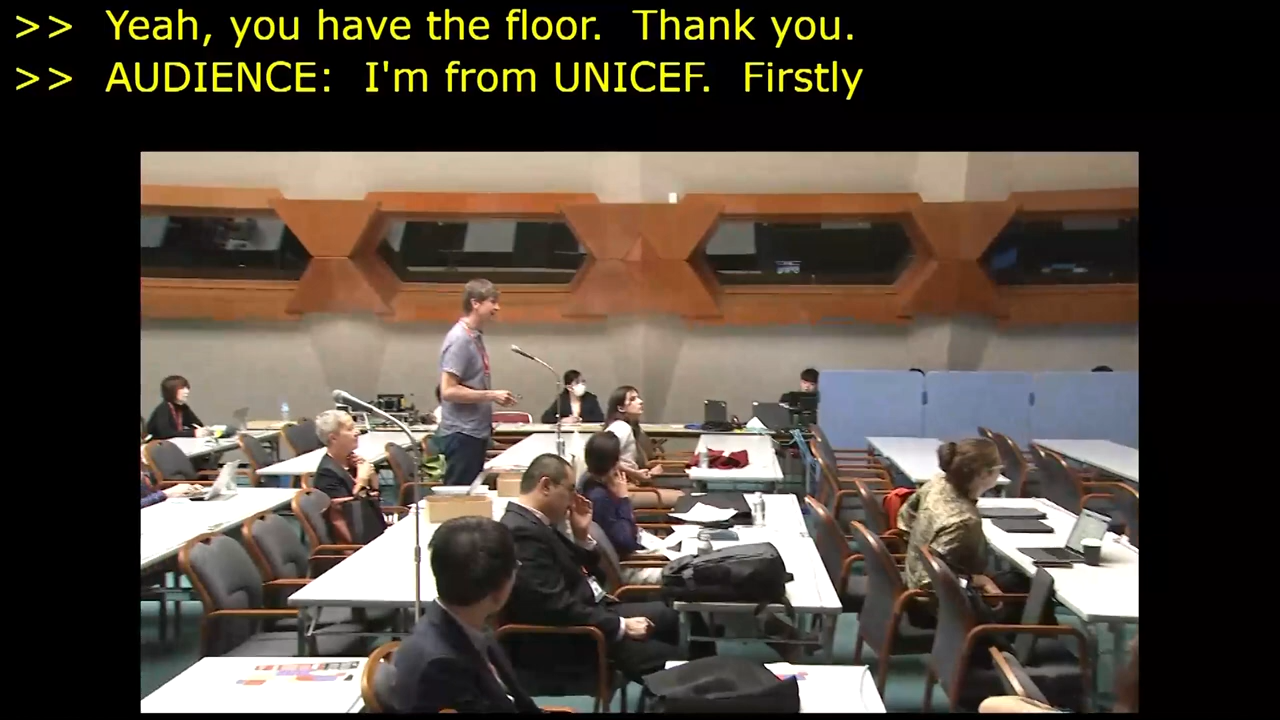 >> Yeah, you have the floor. Thank you.
>> AUDIENCE: I'm from UNICEF. Firstly